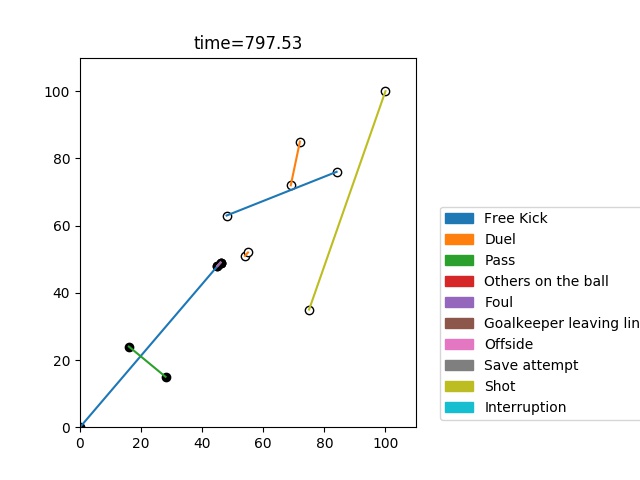 time=797.53
100
80
60
40
20
0
0 20 40 60 80 100
Free Kick
Duel
Pass
Others on the ball
Foul
Goalkeeper leaving lin
Offside
Save attempt
Shot
Interruption